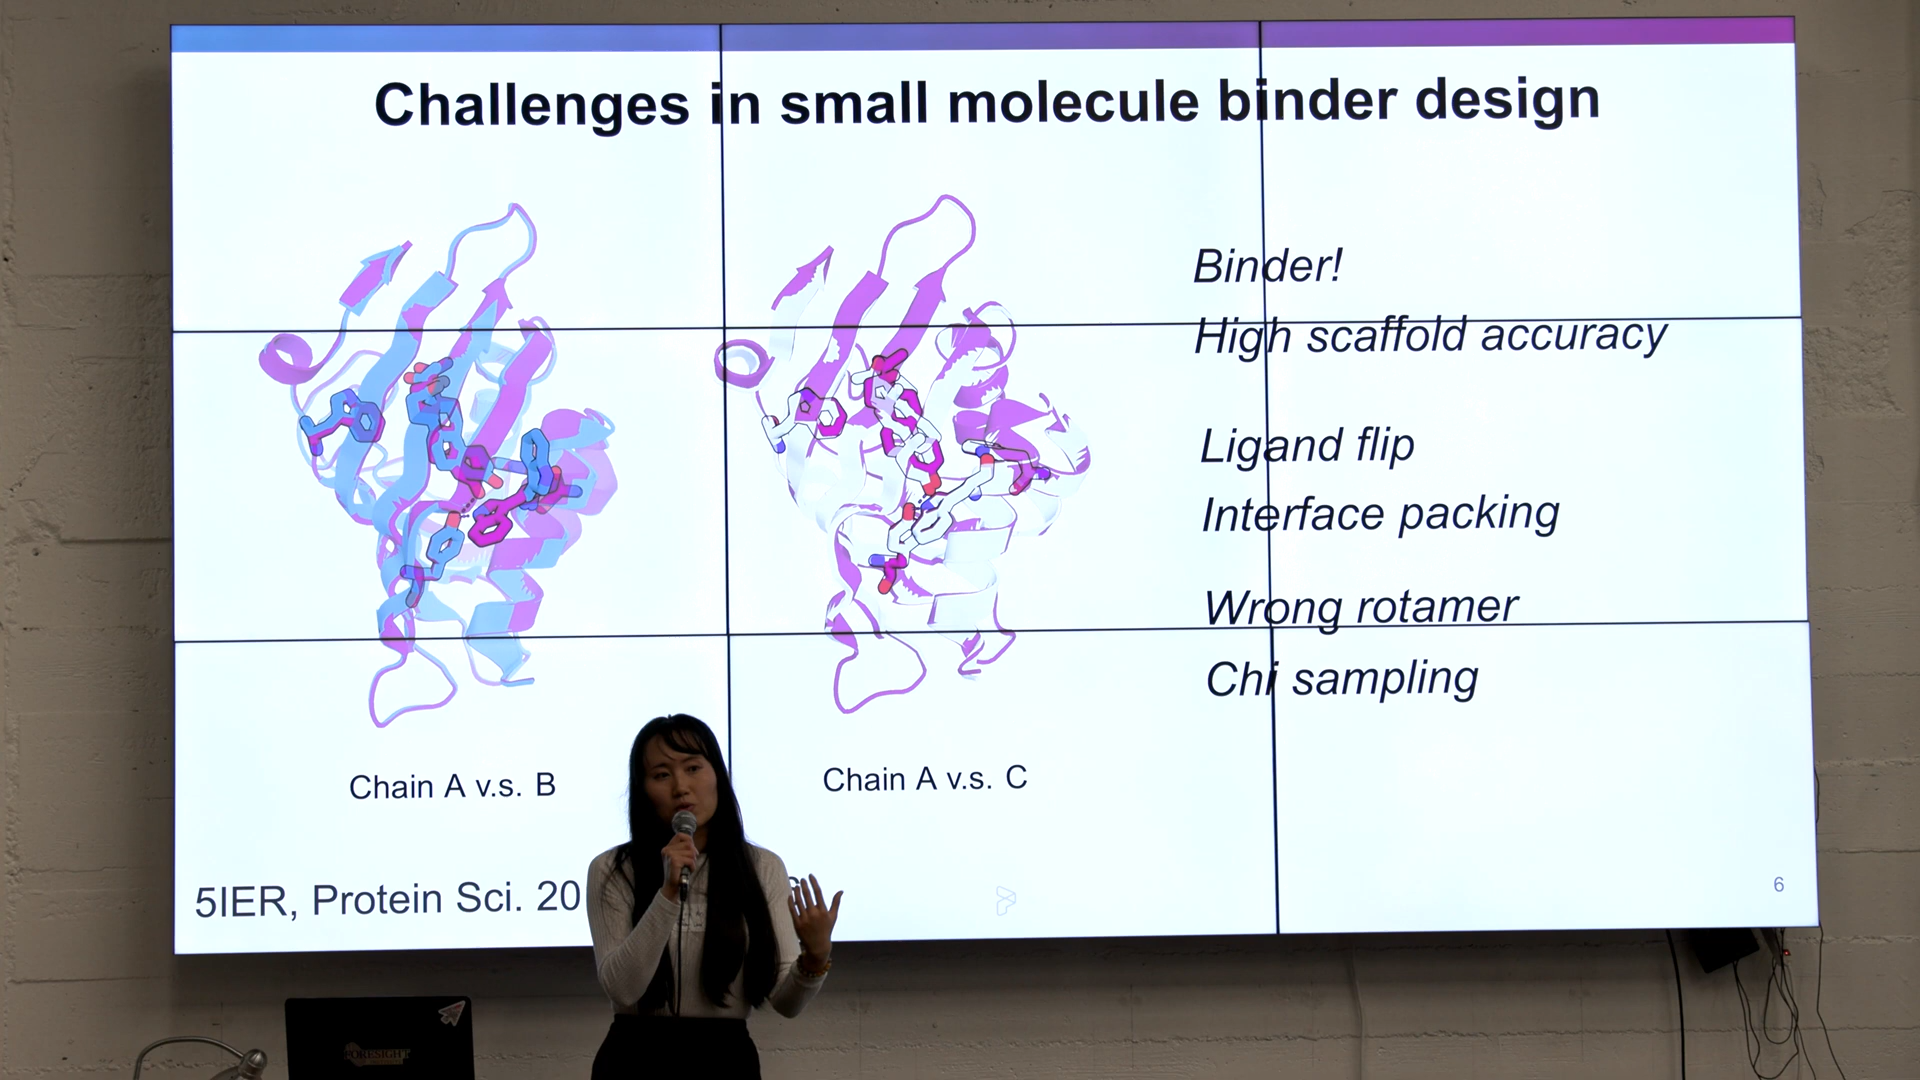 Challenges in small molecule binder design
Binder!
High scaffold accuracy
Ligand flip
Interface packing
Wrong rotamer
Chi sampling
Chain A v.s. B
Chain A v.s. C
5IER, Protein Sci. 20
6
FORESIGHT